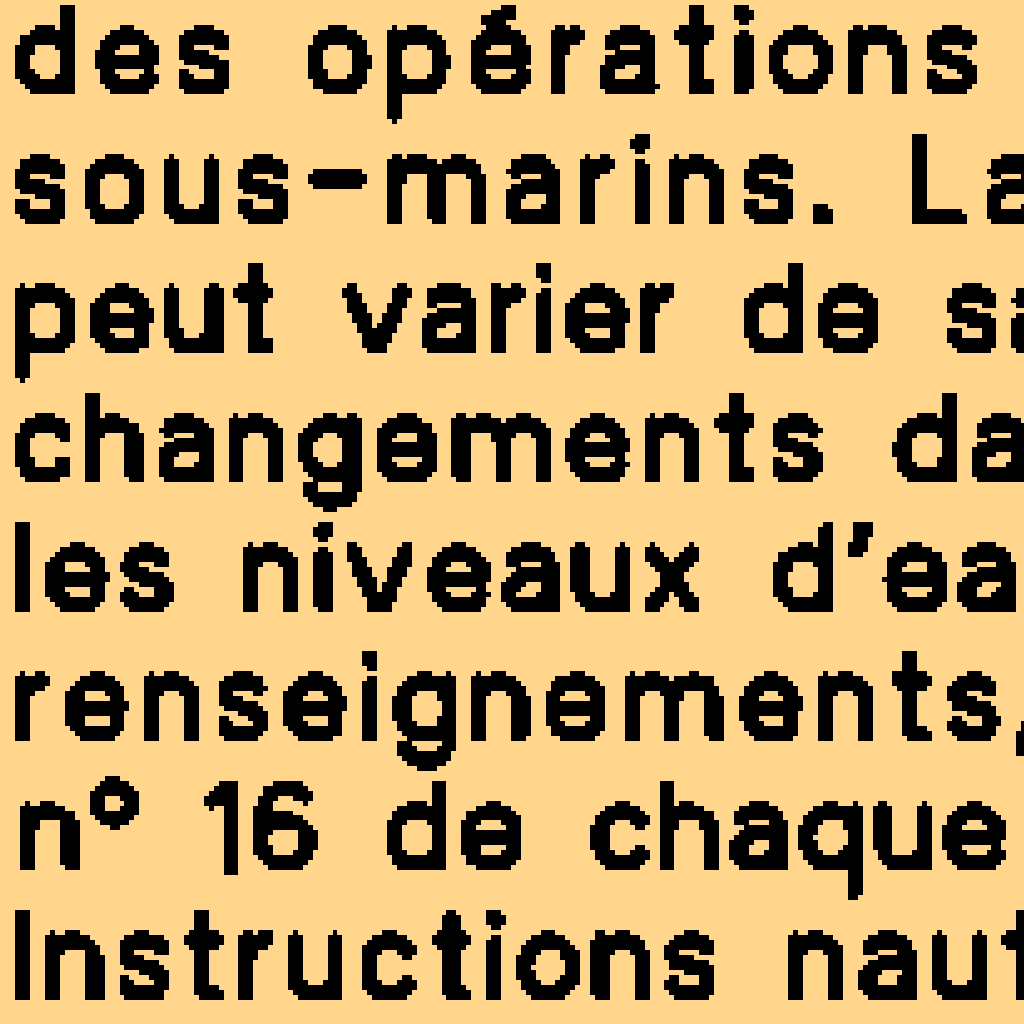 des opérations
sous-marins. La
peut varier de sa
changements da
les niveaux d’ea
renseignements,
n° 16 de chaque
Instructions naut